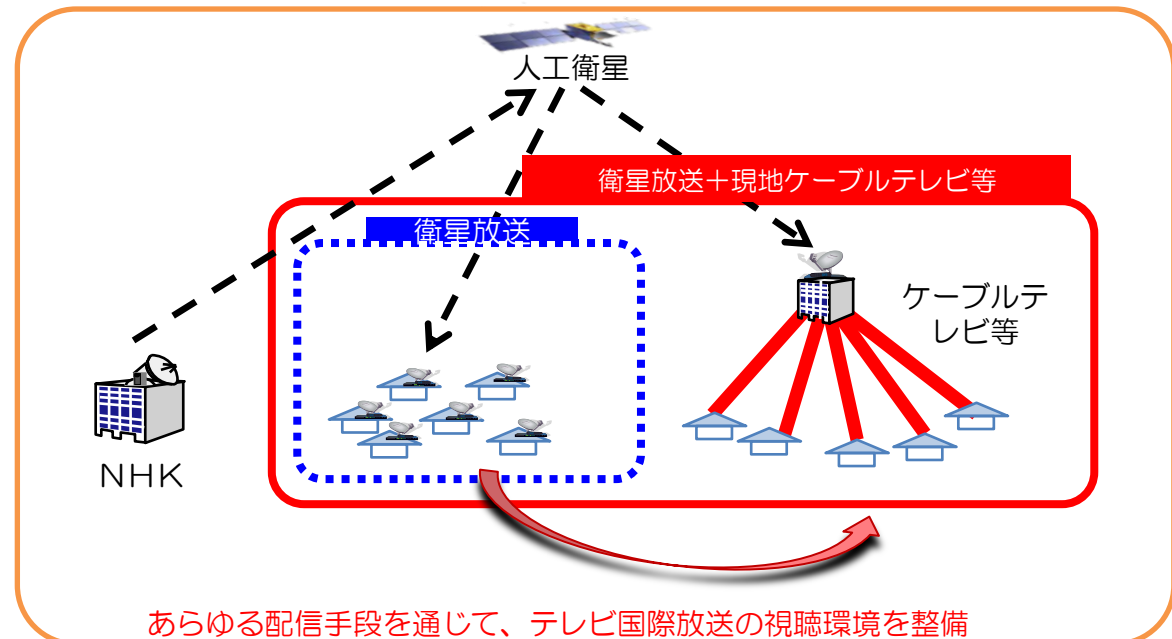 人工衛星
衛星放送＋現地ケーブルテレビ等
衛星放送
ケーブルテ
レビ等
NHK
あらゆる配信手段を通じて、テレビ国際放送の視聴環境を整備